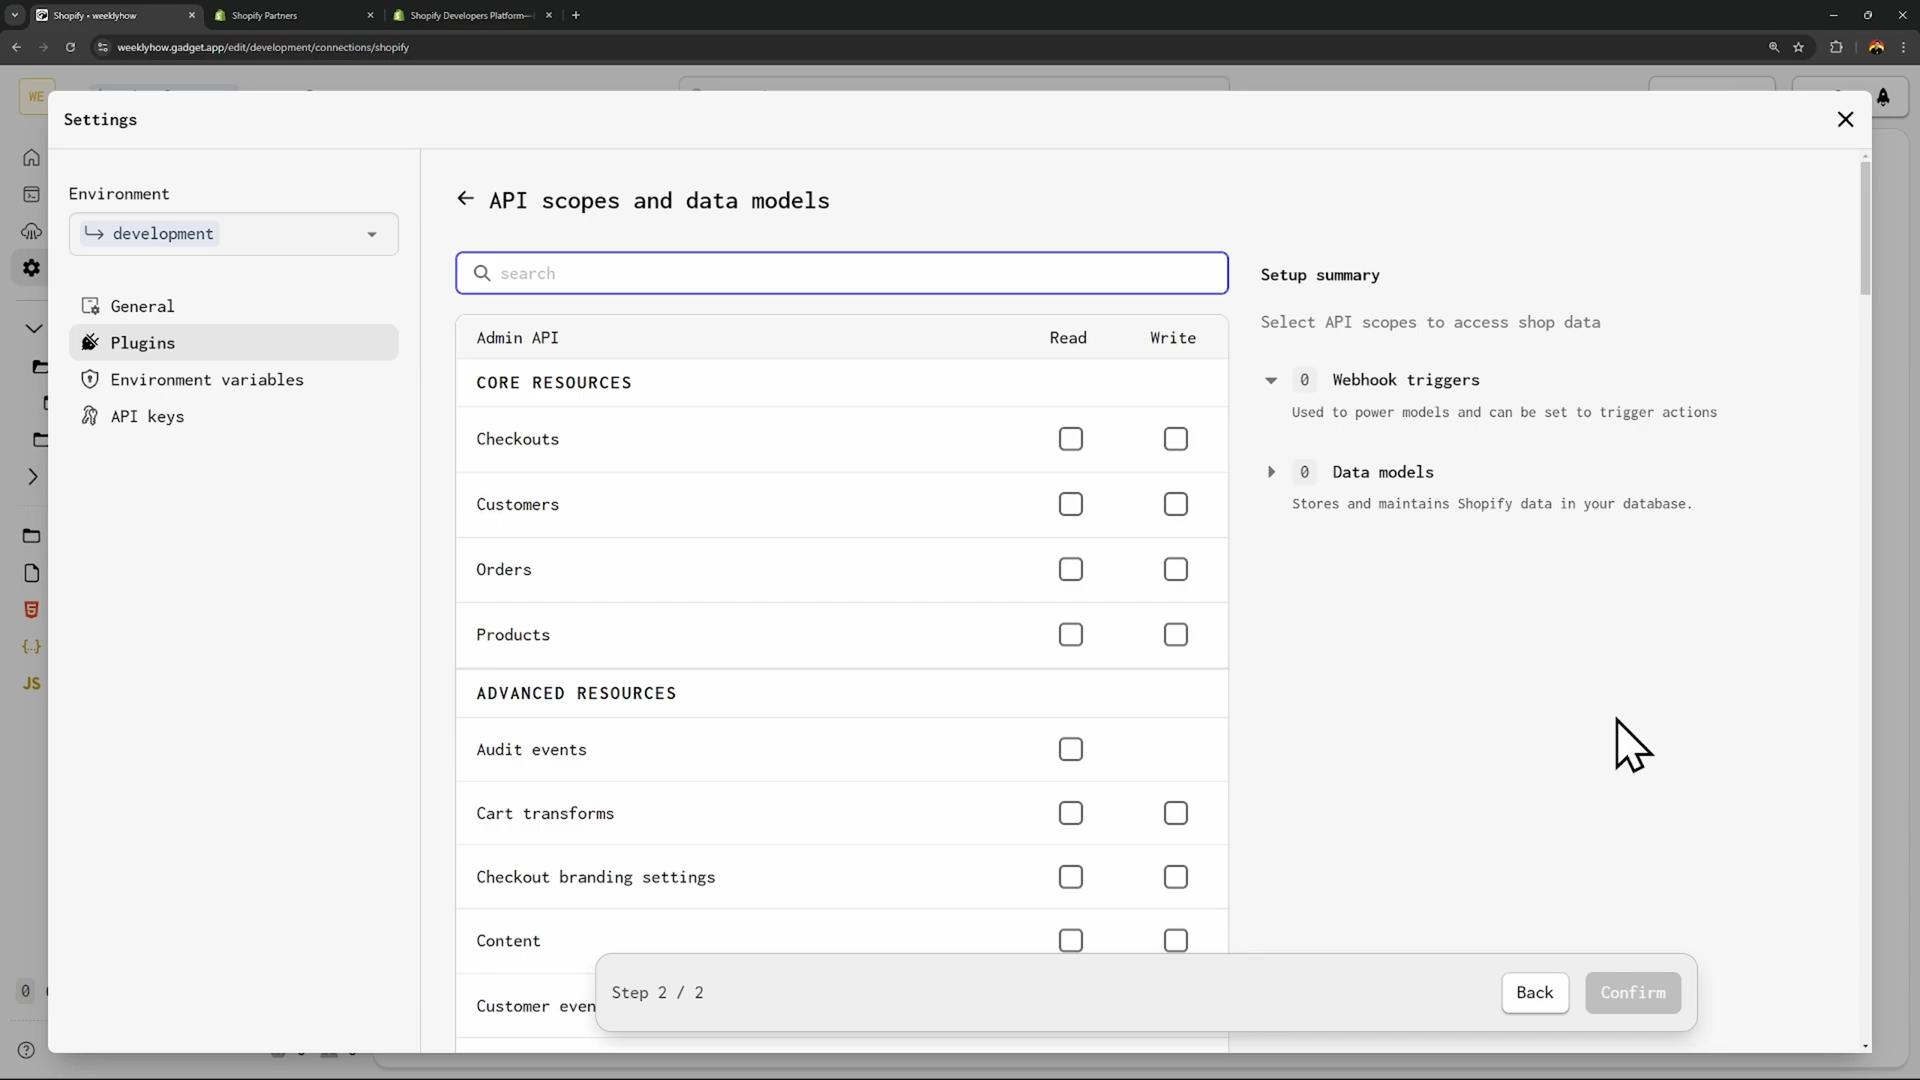 Shopify • weeklyhow
Shopify Partners
Shopify Developers Platform—
weeklyhow.gadget.app/edit/development/connections/shopify
WE
Settings
Environment
development
General
Plugins
Environment variables
API keys
API scopes and data models
search
Admin API Read Write
CORE RESOURCES
Checkouts
Customers
Orders
Products
ADVANCED RESOURCES
Audit events
Cart transforms
Checkout branding settings
Content
Customer even
Setup summary
Select API scopes to access shop data
0 Webhook triggers
Used to power models and can be set to trigger actions
0 Data models
Stores and maintains Shopify data in your database.
JS
0
Step 2 / 2
Back
Confirm